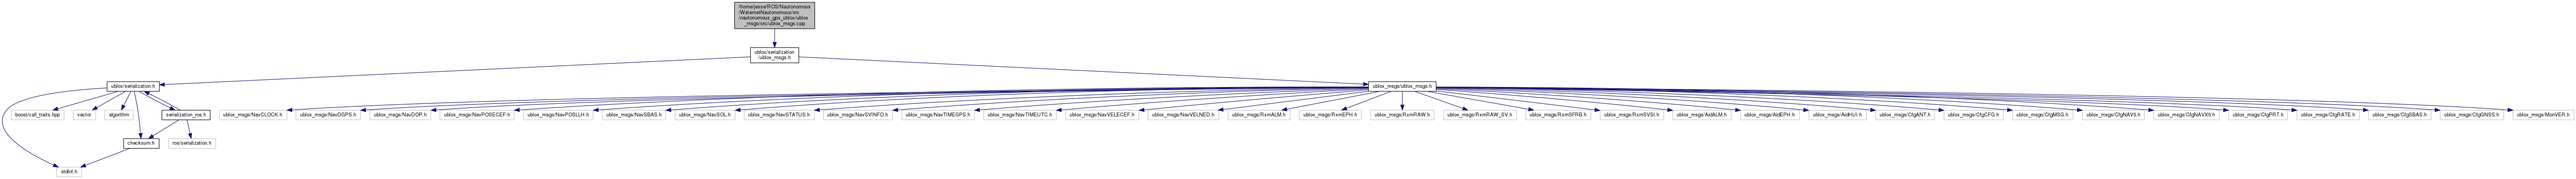 /home/jesse/ROS/Nautonomous
/WsternetNautonomous/src
/nautonomous_gps_ublox/ublox
_msgs/src/ublox_msgs.cpp
ublox/serialization
/ublox_msgs.h
ublox/serialization.h
ublox_msgs/ublox_msgs.h
boost/call_traits.hpp
vector
algorithm
serialization_ros.h
ublox_msgs/NavCLOCK.h
ublox_msgs/NavDGPS.h
ublox_msgs/NavDOP.h
ublox_msgs/NavPOSECEF.h
ublox_msgs/NavPOSLLH.h
ublox_msgs/NavSBAS.h
ublox_msgs/NavSOL.h
ublox_msgs/NavSTATUS.h
ublox_msgs/NavSVINFO.h
ublox_msgs/NavTIMEGPS.h
ublox_msgs/NavTIMEUTC.h
ublox_msgs/NavVELECEF.h
ublox_msgs/NavVELNED.h
ublox_msgs/RxmALM.h
ublox_msgs/RxmEPH.h
ublox_msgs/RxmRAW.h
ublox_msgs/RxmRAW_SV.h
ublox_msgs/RxmSFRB.h
ublox_msgs/RxmSVSI.h
ublox_msgs/AidALM.h
ublox_msgs/AidEPH.h
ublox_msgs/AidHUI.h
ublox_msgs/CfgANT.h
ublox_msgs/CfgCFG.h
ublox_msgs/CfgMSG.h
ublox_msgs/CfgNAV5.h
ublox_msgs/CfgNAVX5.h
ublox_msgs/CfgPRT.h
ublox_msgs/CfgRATE.h
ublox_msgs/CfgSBAS.h
ublox_msgs/CfgGNSS.h
ublox_msgs/MonVER.h
checksum.h
ros/serialization.h
stdint.h